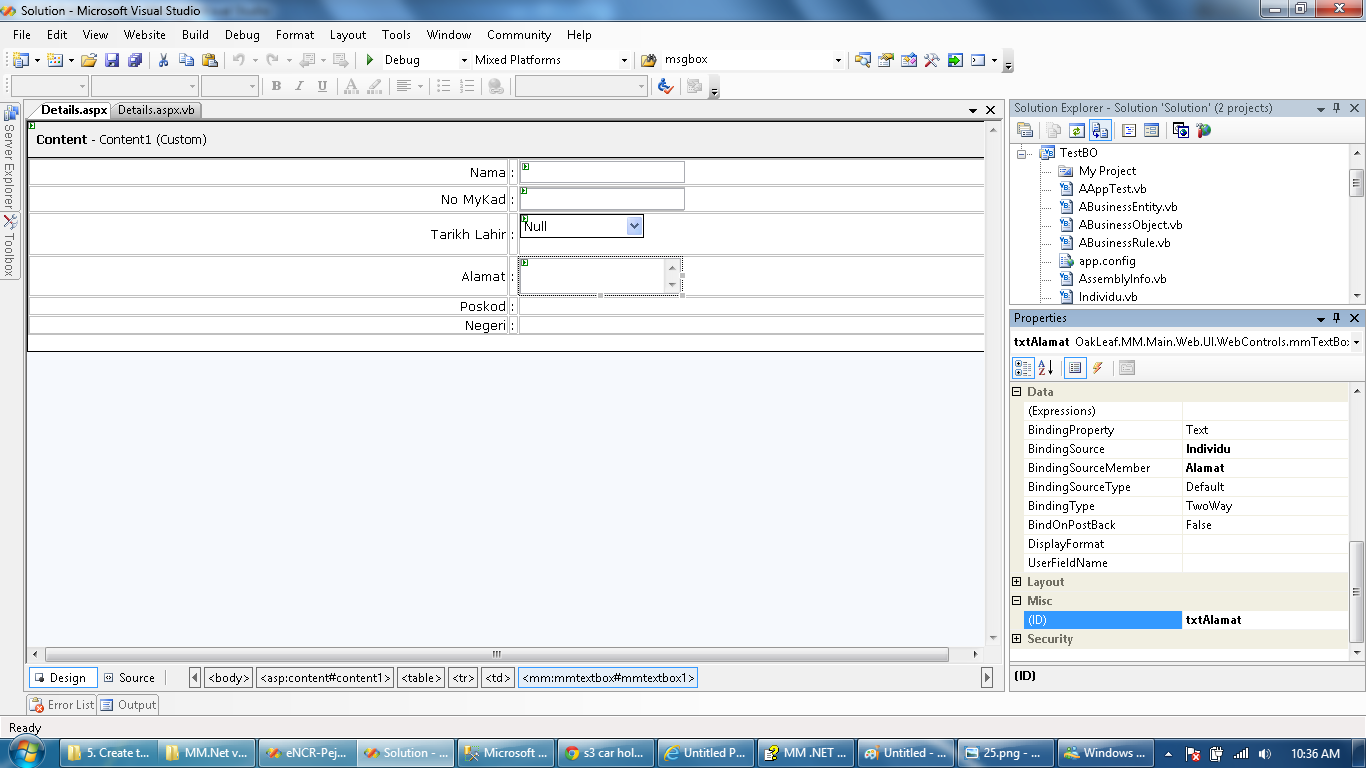 Solution - Microsoft Visual Studio
File Edit View Website Build Debug Format Layout Tools Window Community Help
Debug Mixed Platforms msgbox
B I U A
Details.aspx Details.aspx.vb
Server Explorer
Toolbox
Content - Content1 (Custom)
Nama :
No MyKad :
Tarikh Lahir : Null
Alamat :
Poskod :
Negeri :
Design Source <body> <asp:content#content1> <table> <tr> <td> <mm:mmtextbox#mmtextbox1>
Error List Output
Ready
Solution Explorer - Solution 'Solution' (2 projects)
TestBO
My Project
AAppTest.vb
ABusinessEntity.vb
ABusinessObject.vb
ABusinessRule.vb
app.config
AssemblyInfo.vb
Individu.vb
Properties
txtAlamat OakLeaf.MM.Main.Web.UI.WebControls.mmTextBo
Data
(Expressions)
BindingProperty Text
BindingSource Individu
BindingSourceMember Alamat
BindingSourceType Default
BindingType TwoWay
BindOnPostBack False
DisplayFormat
UserFieldName
Layout
Misc
(ID) txtAlamat
Security
(ID)
5. Create t... MM.Net v... eNCR-Pej... Solution - ... Microsoft ... s3 car hol... Untitled P... MM .NET ... Untitled - ... 25.png - ... Windows ... 10:36 AM